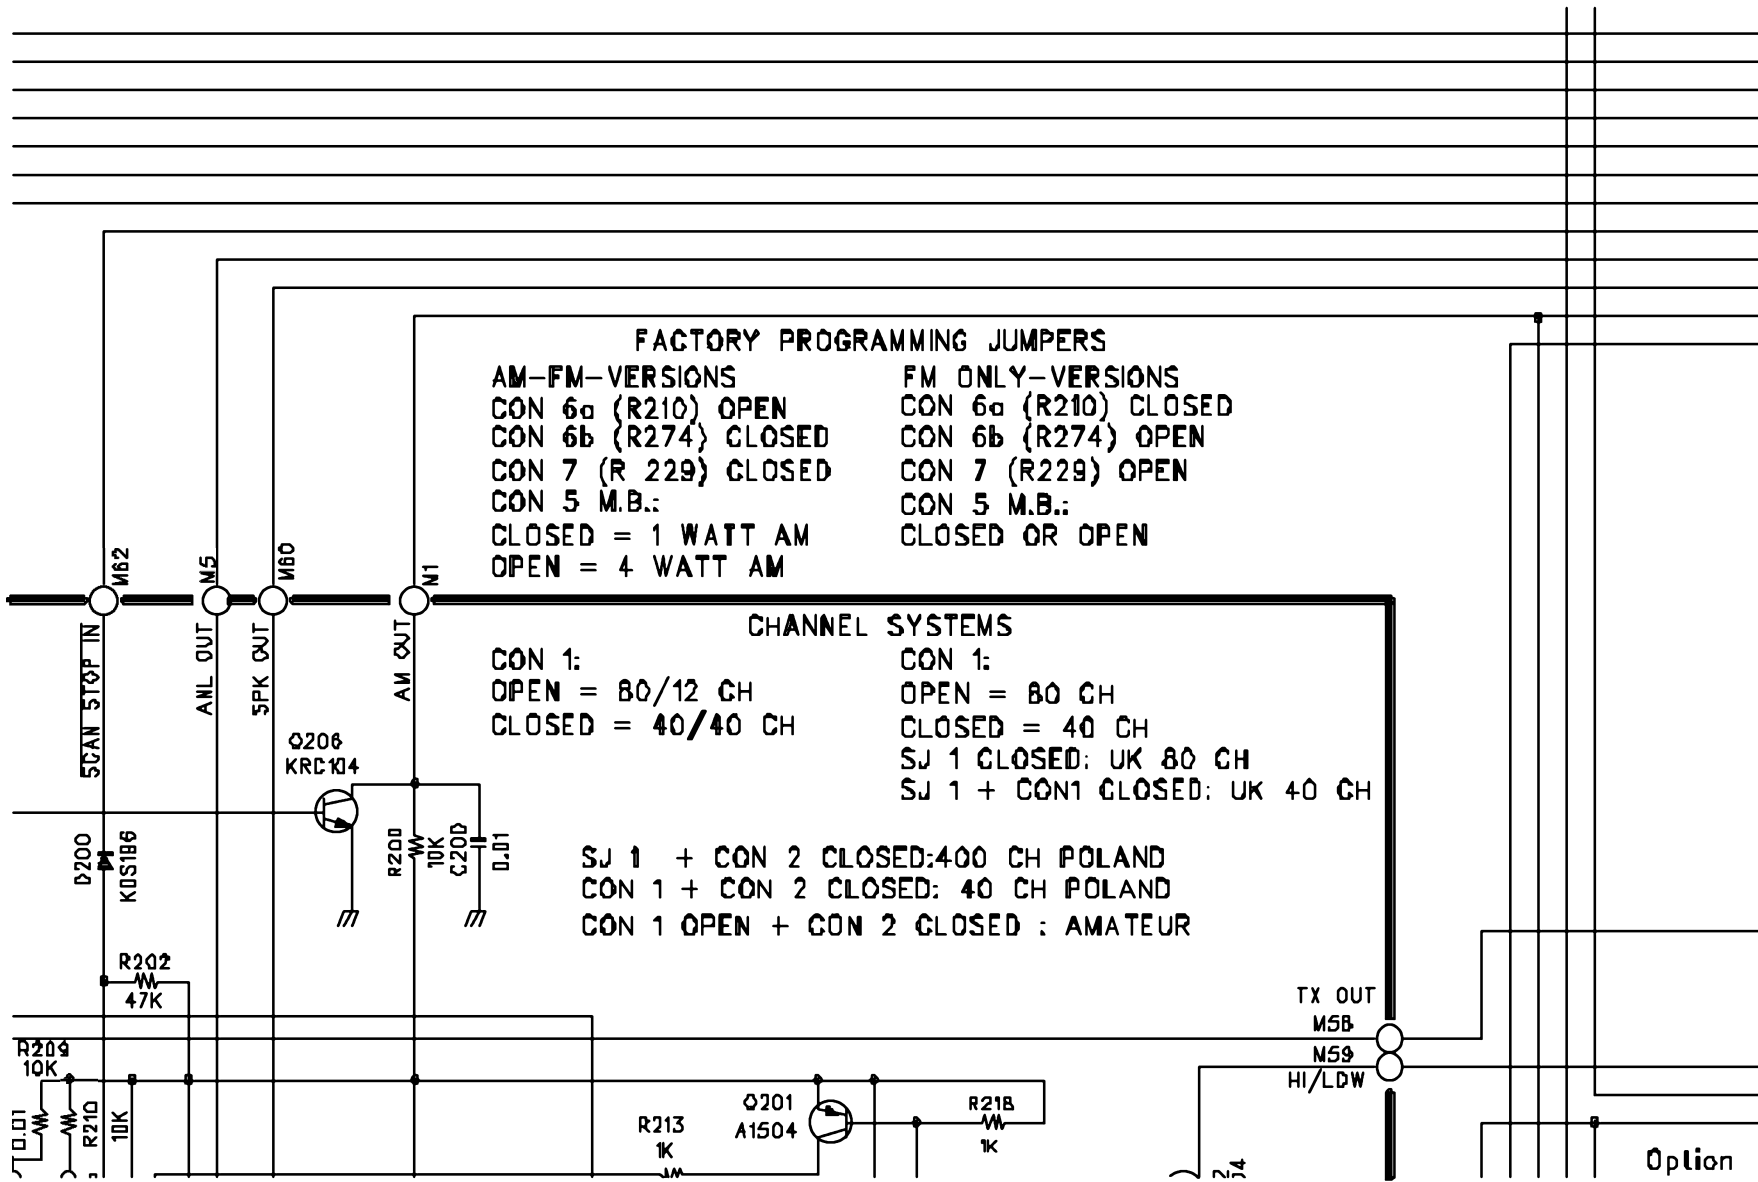 FACTORY PROGRAMMING JUMPERS
AM-FM-VERSIONS
CON 6a (R210) OPEN
CON 6b (R274) CLOSED
CON 7 (R 229) CLOSED
CON 5 M.B.:
CLOSED = 1 WATT AM
OPEN = 4 WATT AM
FM ONLY-VERSIONS
CON 6a (R210) CLOSED
CON 6b (R274) OPEN
CON 7 (R229) OPEN
CON 5 M.B.:
CLOSED OR OPEN
M62
M5
M60
N1
SCAN STOP IN
ANL OUT
SPK OUT
AM OUT
CHANNEL SYSTEMS
CON 1:
OPEN = 80/12 CH
CLOSED = 40/40 CH
CON 1:
OPEN = 80 CH
CLOSED = 40 CH
SJ 1 CLOSED: UK 80 CH
SJ 1 + CON1 CLOSED: UK 40 CH
SJ 1 + CON 2 CLOSED:400 CH POLAND
CON 1 + CON 2 CLOSED: 40 CH POLAND
CON 1 OPEN + CON 2 CLOSED : AMATEUR
Q206
KRC104
D200
KDS186
R200
10K
C200
0.01
R202
47K
TX OUT
M58
M59
HI/LOW
R209
10K
0.01
R210
10K
R213
1K
Q201
A1504
R218
1K
Option